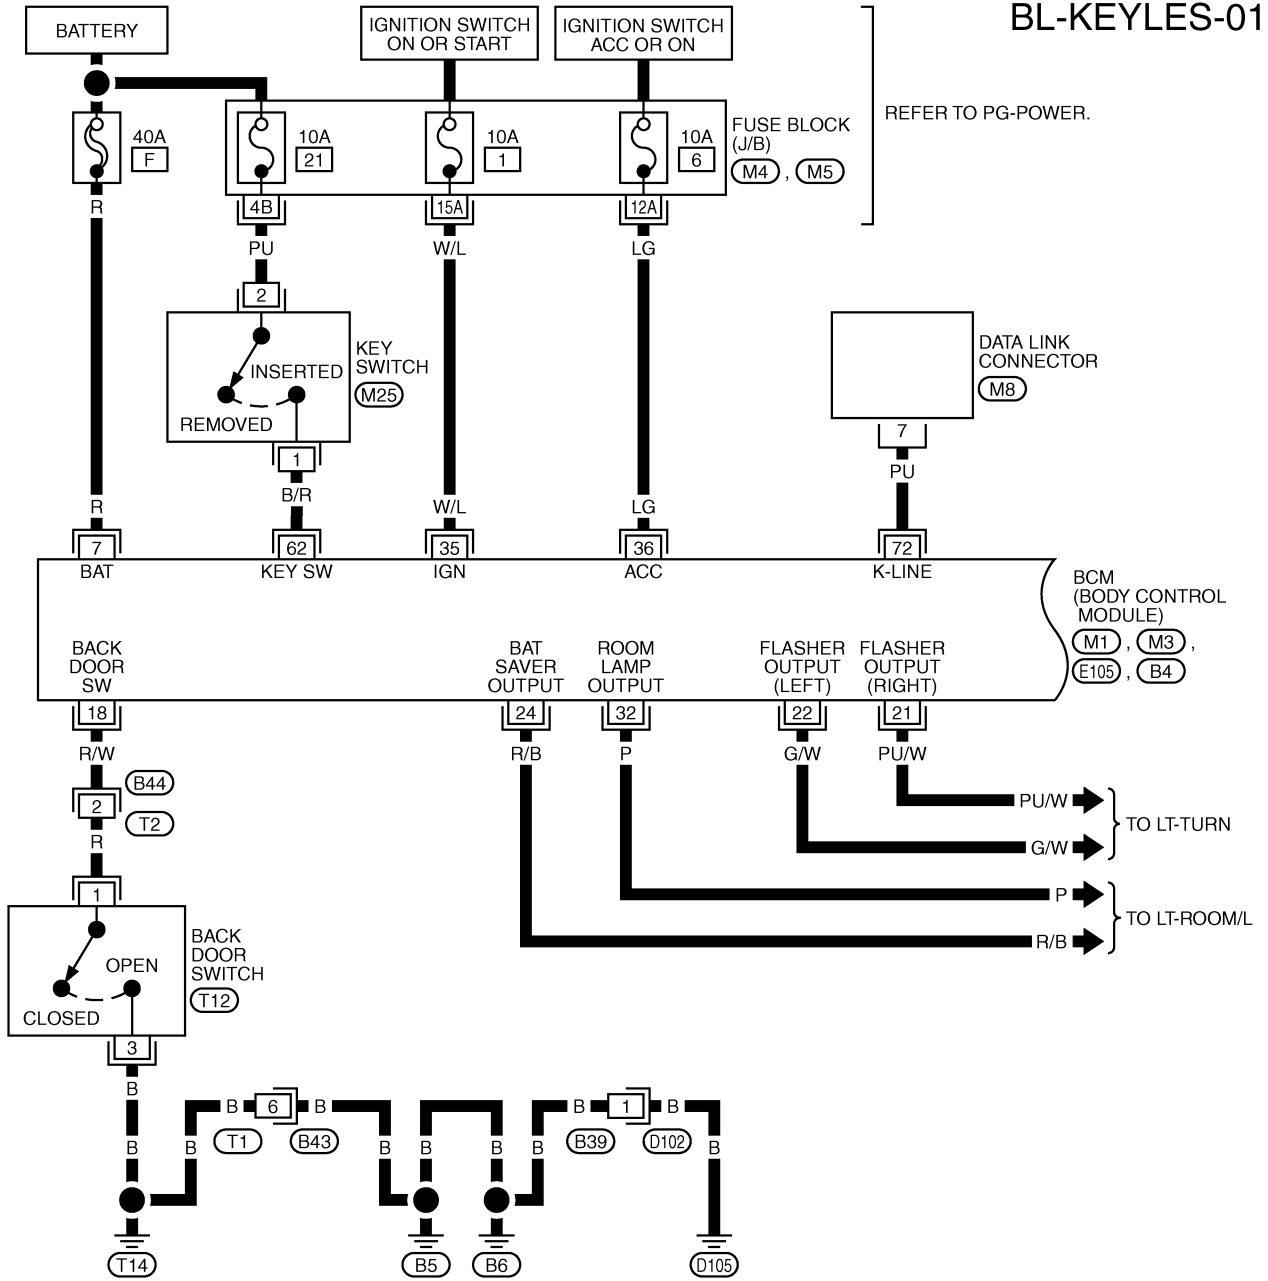 BL-KEYLES-01
BATTERY
IGNITION SWITCH
ON OR START
IGNITION SWITCH
ACC OR ON
REFER TO PG-POWER.
40A
F
10A
21
10A
1
10A
6
FUSE BLOCK
(J/B)
M4 , M5
R
4B
15A
12A
PU
W/L
LG
2
KEY
SWITCH
M25
INSERTED
REMOVED
1
B/R
DATA LINK
CONNECTOR
M8
7
PU
R
W/L
LG
7
62
35
36
72
BAT
KEY SW
IGN
ACC
K-LINE
BCM
(BODY CONTROL
MODULE)
M1 , M3 ,
E105 , B4
BACK
DOOR
SW
BAT
SAVER
OUTPUT
ROOM
LAMP
OUTPUT
FLASHER
OUTPUT
(LEFT)
FLASHER
OUTPUT
(RIGHT)
18
24
32
22
21
R/W
R/B
P
G/W
PU/W
B44
2
T2
R
PU/W
G/W
TO LT-TURN
P
R/B
TO LT-ROOM/L
1
BACK
DOOR
SWITCH
T12
OPEN
CLOSED
3
B
B
6
B
B
1
B
T1
B43
B39
D102
B
B
B
B
B
B
B
T14
B5
B6
D105